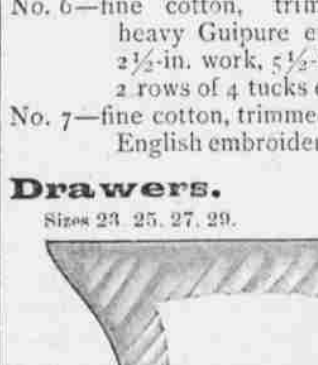 No. 6—fine cotton, trim
heavy Guipure e
2½-in. work, 5½-
2 rows of 4 tucks
No. 7—fine cotton, trimme
English embroider
Drawers.
Sizes 23, 25, 27, 29.